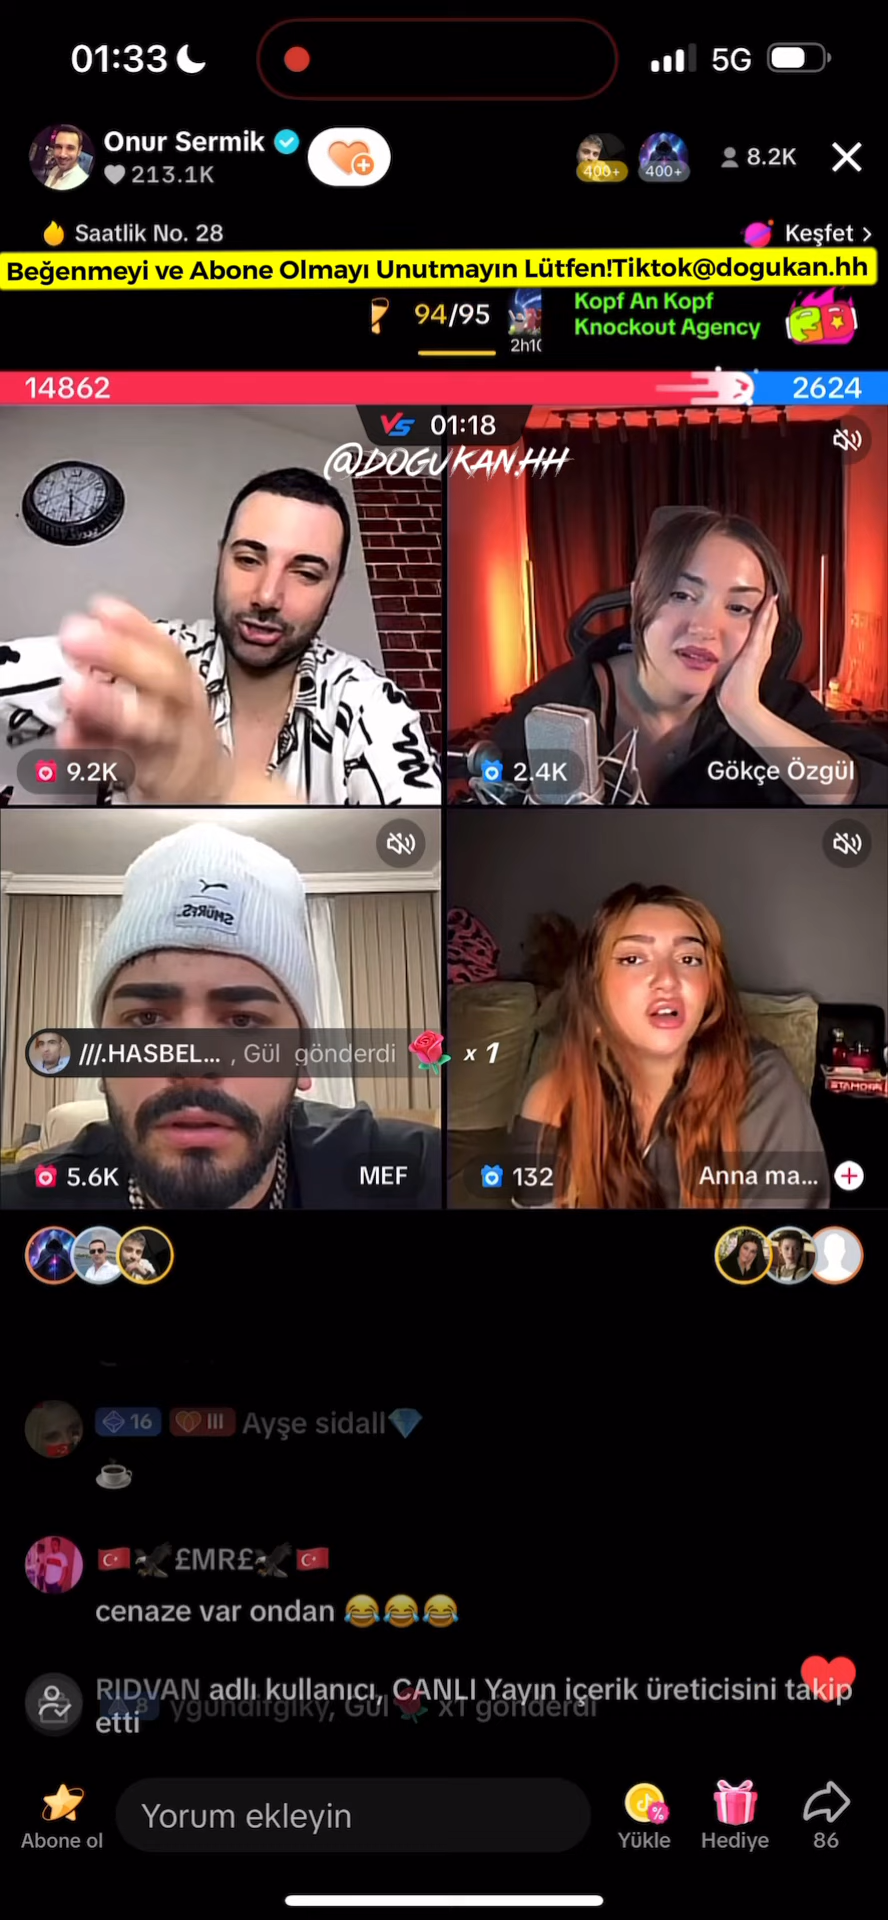 01:33
5G
Onur Sermik
213.1K
400+
400+
8.2K
Saatlik No. 28
Keşfet >
Beğenmeyi ve Abone Olmayı Unutmayın Lütfen!Tiktok@dogukan.hh
94/95
Kopf An Kopf
Knockout Agency
14862
VS 01:18
2624
@DOGUKAN.HH
9.2K
2.4K
Gökçe Özgül
///.HASBEL... , Gül gönderdi x 1
5.6K
MEF
132
Anna ma...
16 III Ayşe sidall
£MR£
cenaze var ondan 😂😂😂
RIDVAN adlı kullanıcı, CANLI Yayın içerik üreticisini takip
etti
Abone ol
Yorum ekleyin
Yükle
Hediye
86